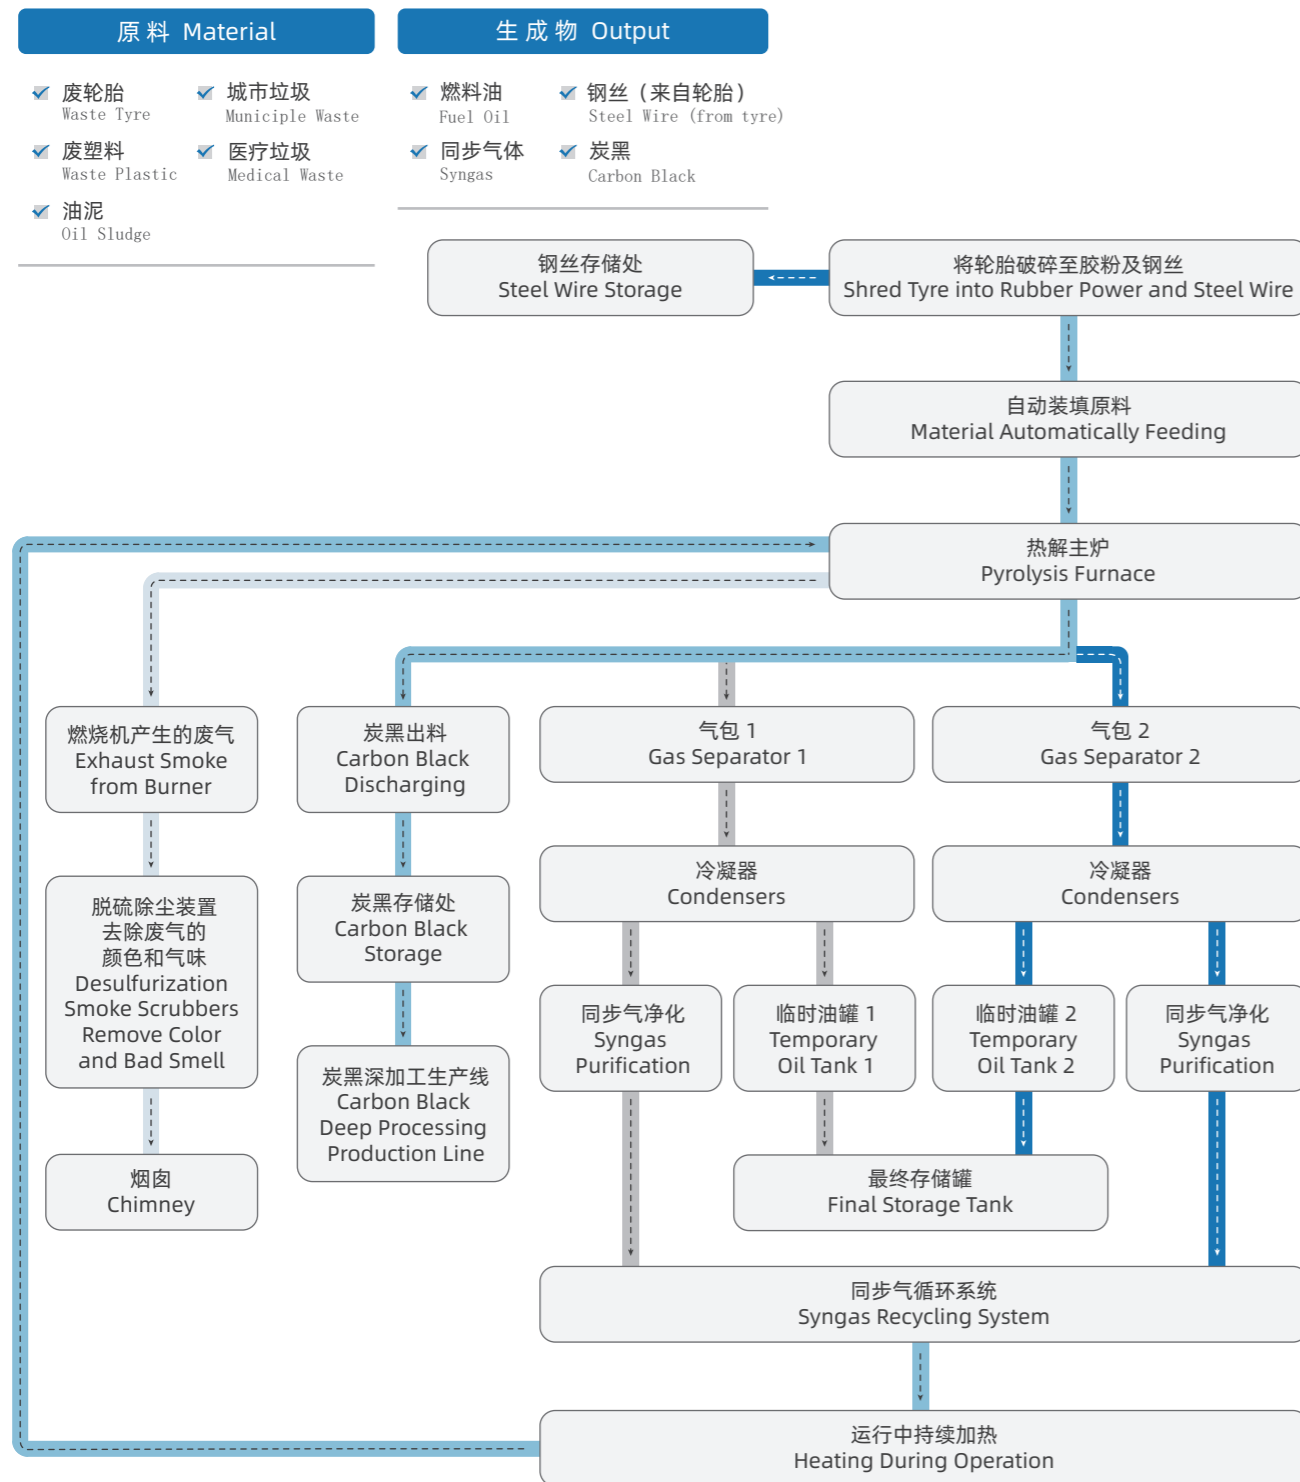 原料 Material
废轮胎
Waste Tyre
城市垃圾
Municiple Waste
废塑料
Waste Plastic
医疗垃圾
Medical Waste
油泥
Oil Sludge
生成物 Output
燃料油
Fuel Oil
钢丝（来自轮胎）
Steel Wire (from tyre)
同步气体
Syngas
炭黑
Carbon Black
钢丝存储处
Steel Wire Storage
将轮胎破碎至胶粉及钢丝
Shred Tyre into Rubber Power and Steel Wire
自动装填原料
Material Automatically Feeding
热解主炉
Pyrolysis Furnace
燃烧机产生的废气
Exhaust Smoke
from Burner
炭黑出料
Carbon Black
Discharging
气包 1
Gas Separator 1
气包 2
Gas Separator 2
冷凝器
Condensers
冷凝器
Condensers
脱硫除尘装置
去除废气的
颜色和气味
Desulfurization
Smoke Scrubbers
Remove Color
and Bad Smell
炭黑存储处
Carbon Black
Storage
同步气净化
Syngas
Purification
临时油罐 1
Temporary
Oil Tank 1
临时油罐 2
Temporary
Oil Tank 2
同步气净化
Syngas
Purification
炭黑深加工生产线
Carbon Black
Deep Processing
Production Line
烟囱
Chimney
最终存储罐
Final Storage Tank
同步气循环系统
Syngas Recycling System
运行中持续加热
Heating During Operation